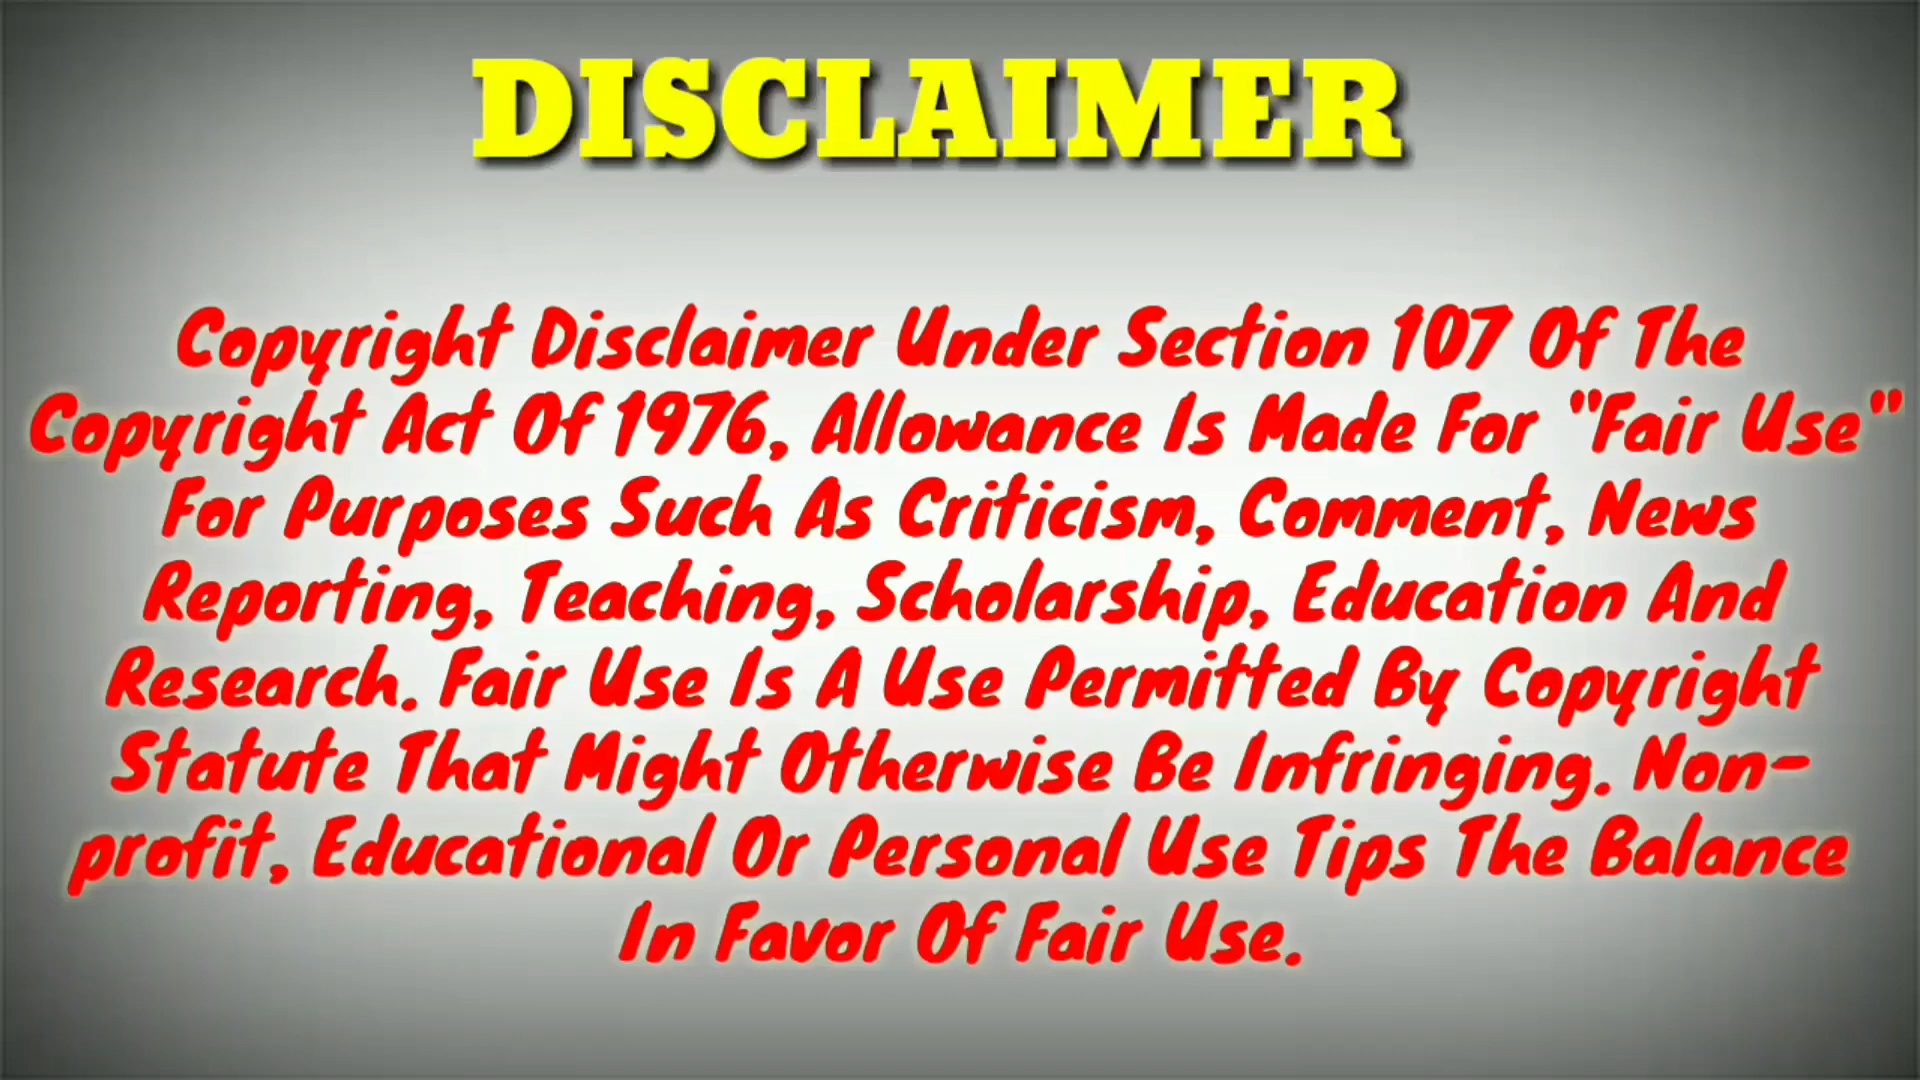 DISCLAIMER
Copyright Disclaimer Under Section 107 Of The
Copyright Act Of 1976, Allowance Is Made For "Fair Use"
For Purposes Such As Criticism, Comment, News
Reporting, Teaching, Scholarship, Education And
Research. Fair Use Is A Use Permitted By Copyright
Statute That Might Otherwise Be Infringing. Non-
profit, Educational Or Personal Use Tips The Balance
In Favor Of Fair Use.